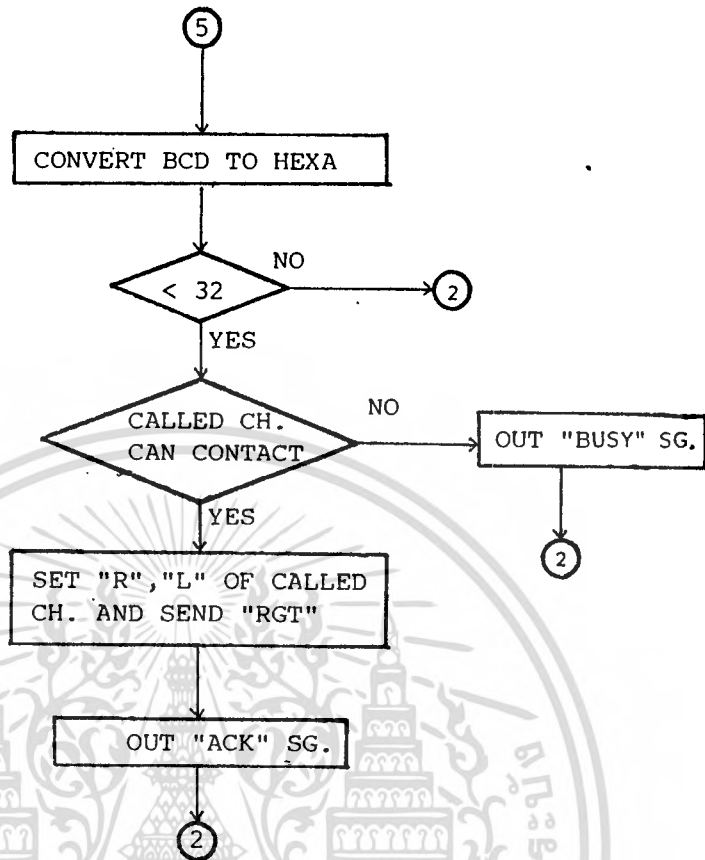 5
CONVERT BCD TO HEXA
< 32
NO
2
YES
CALLED CH.
CAN CONTACT
NO
OUT "BUSY" SG.
2
YES
SET "R","L" OF CALLED
CH. AND SEND "RGT"
OUT "ACK" SG.
2